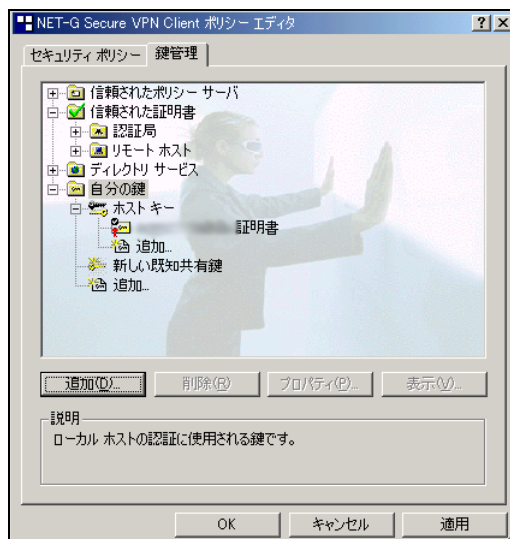 NET-G Secure VPN Client ポリシー エディタ
セキュリティ ポリシー 鍵管理
信頼されたポリシー サーバ
信頼された証明書
認証局
リモート ホスト
ディレクトリ サービス
自分の鍵
ホスト キー
証明書
追加...
新しい既知共有鍵
追加...
追加(D)... 削除(R) プロパティ(P)... 表示(V)...
説明
ローカル ホストの認証に使用される鍵です。
OK キャンセル 適用